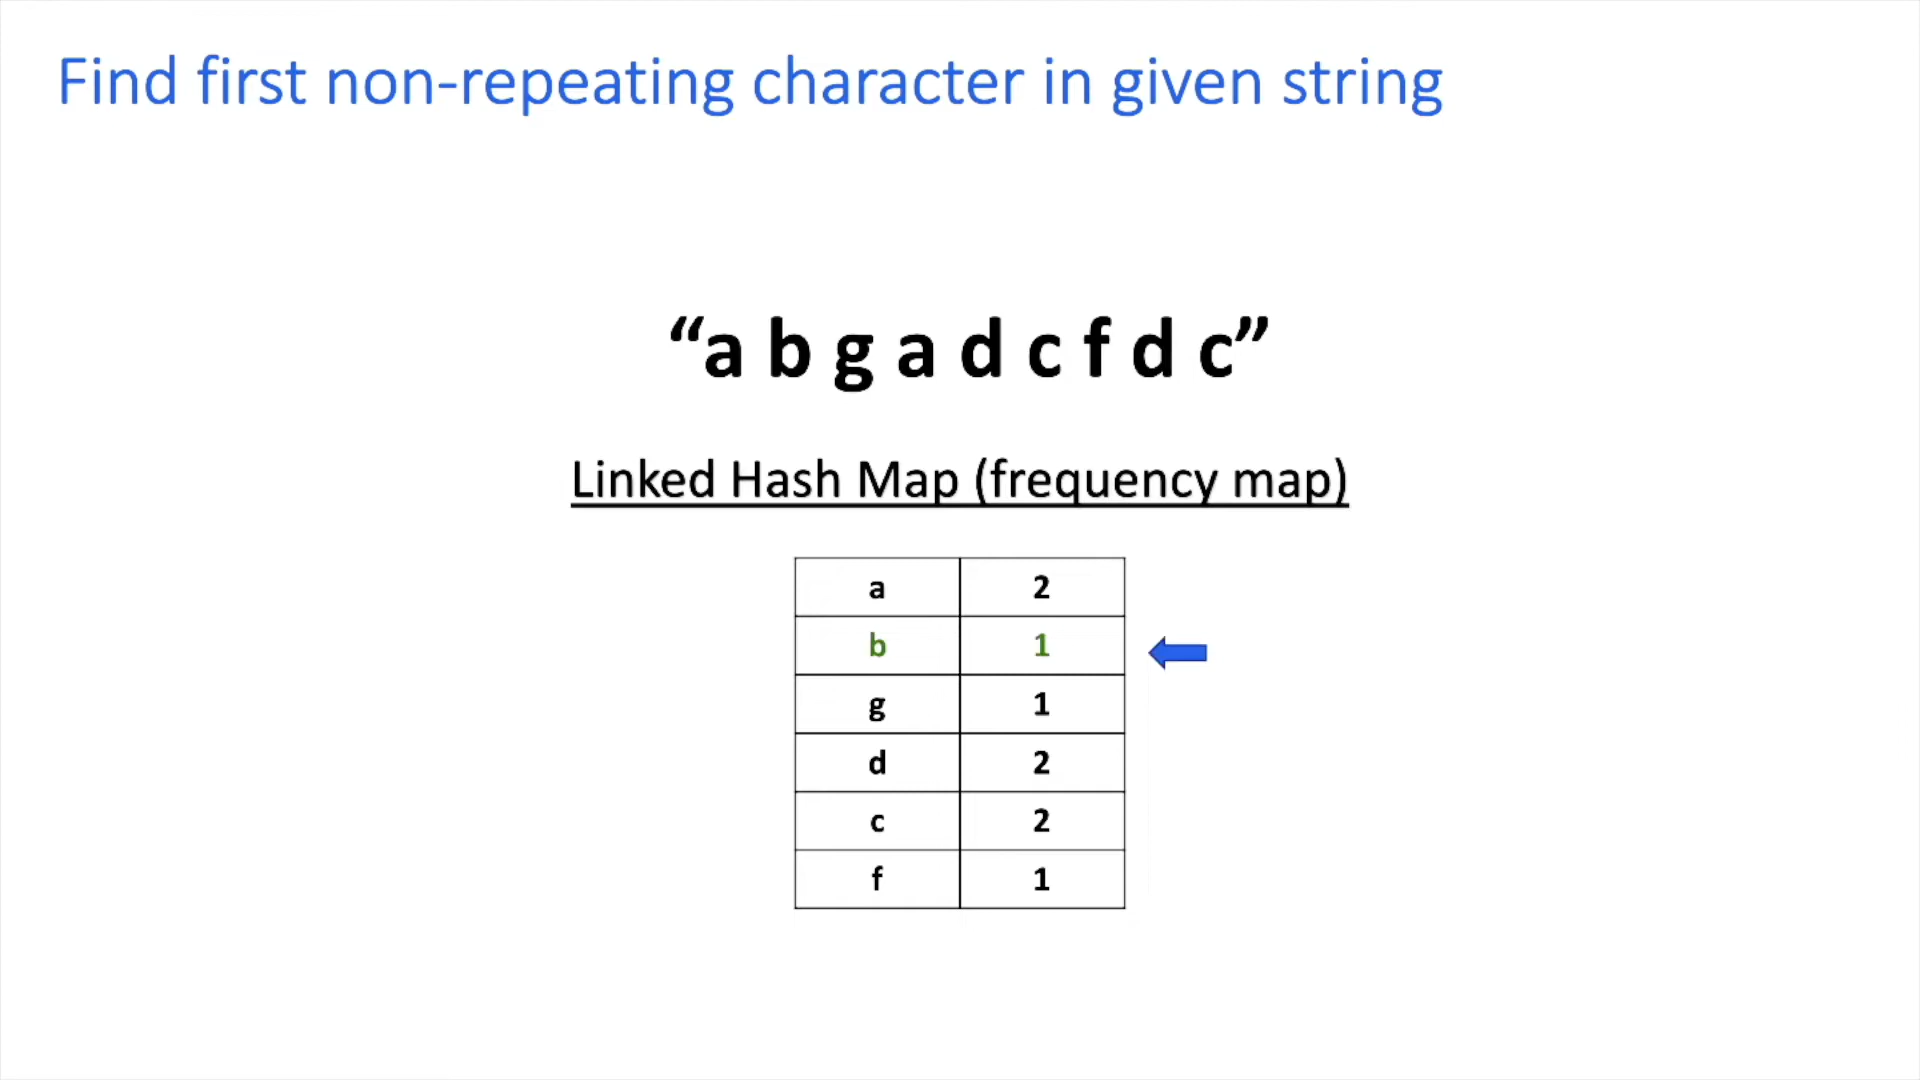 Find first non-repeating character in given string
“a b g a d c f d c”
Linked Hash Map (frequency map)
a 2
b 1
g 1
d 2
c 2
f 1